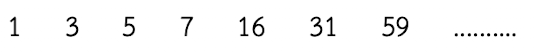 1 3 5 7 16 31 59 ..........